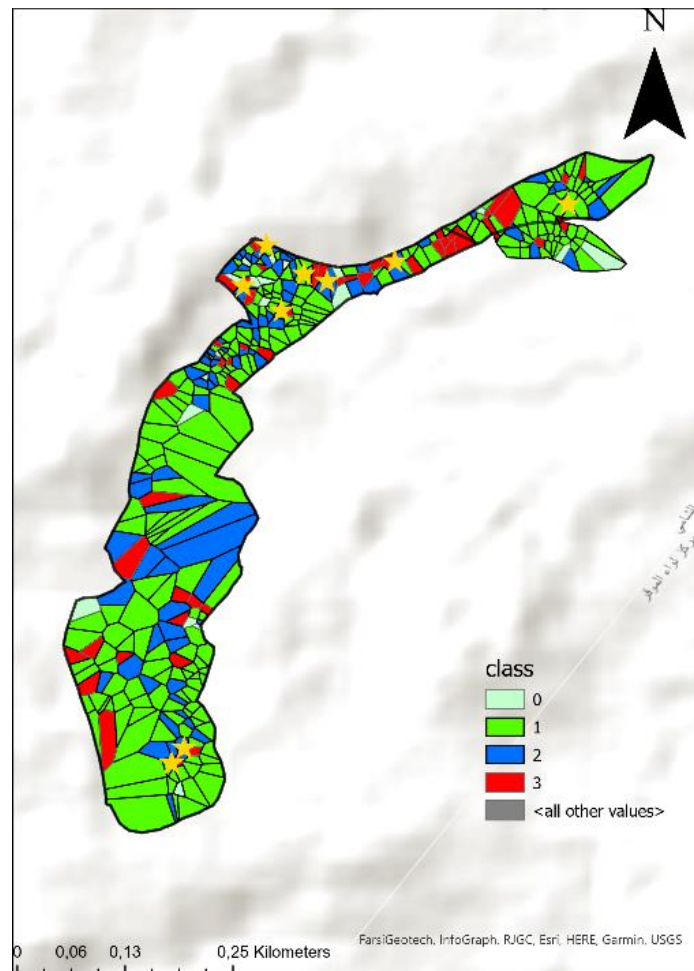 N
class
0
1
2
3
<all other values>
FarsiGeotech, InfoGraph, RJGC, Esri, HERE, Garmin, USGS
0 0,06 0,13 0,25 Kilometers